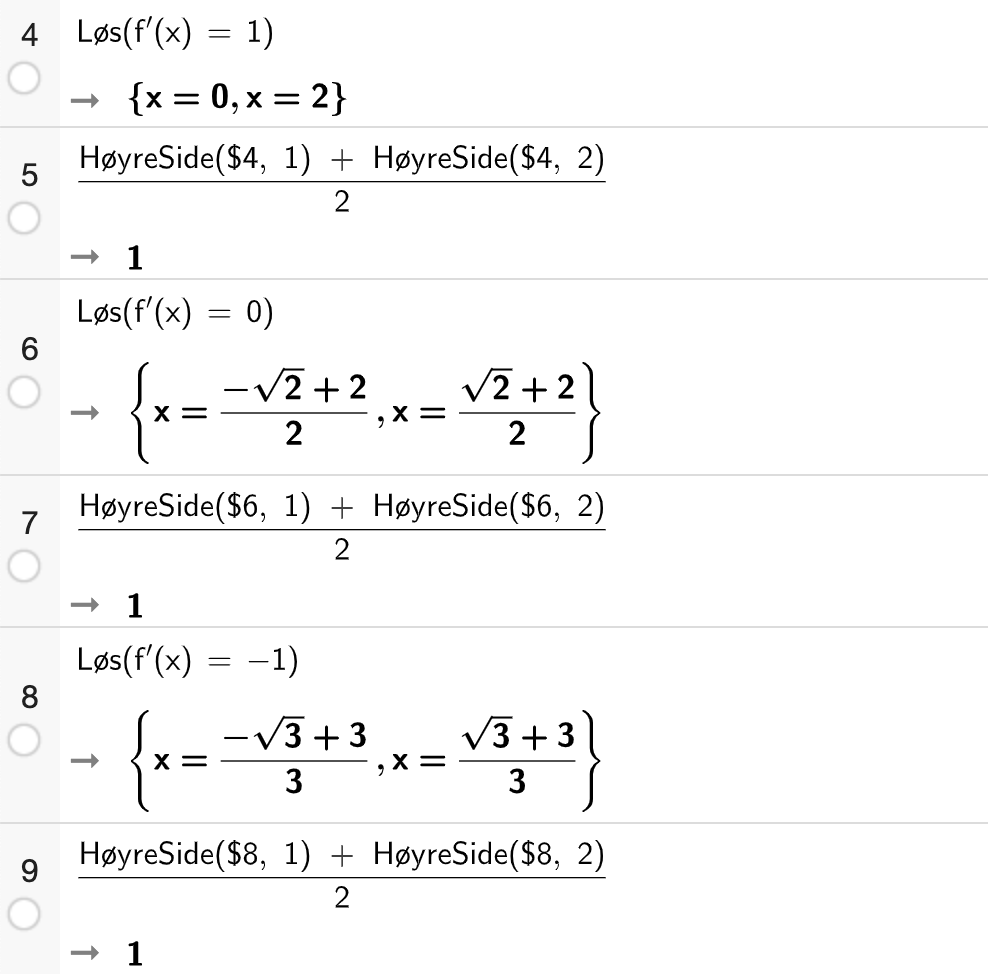 4 Løs(f′(x) = 1)
→ {x = 0, x = 2}
5 (HøyreSide($4, 1) + HøyreSide($4, 2)) / 2
→ 1
6 Løs(f′(x) = 0)
→ {x = (−√2 + 2) / 2, x = (√2 + 2) / 2}
7 (HøyreSide($6, 1) + HøyreSide($6, 2)) / 2
→ 1
8 Løs(f′(x) = −1)
→ {x = (−√3 + 3) / 3, x = (√3 + 3) / 3}
9 (HøyreSide($8, 1) + HøyreSide($8, 2)) / 2
→ 1